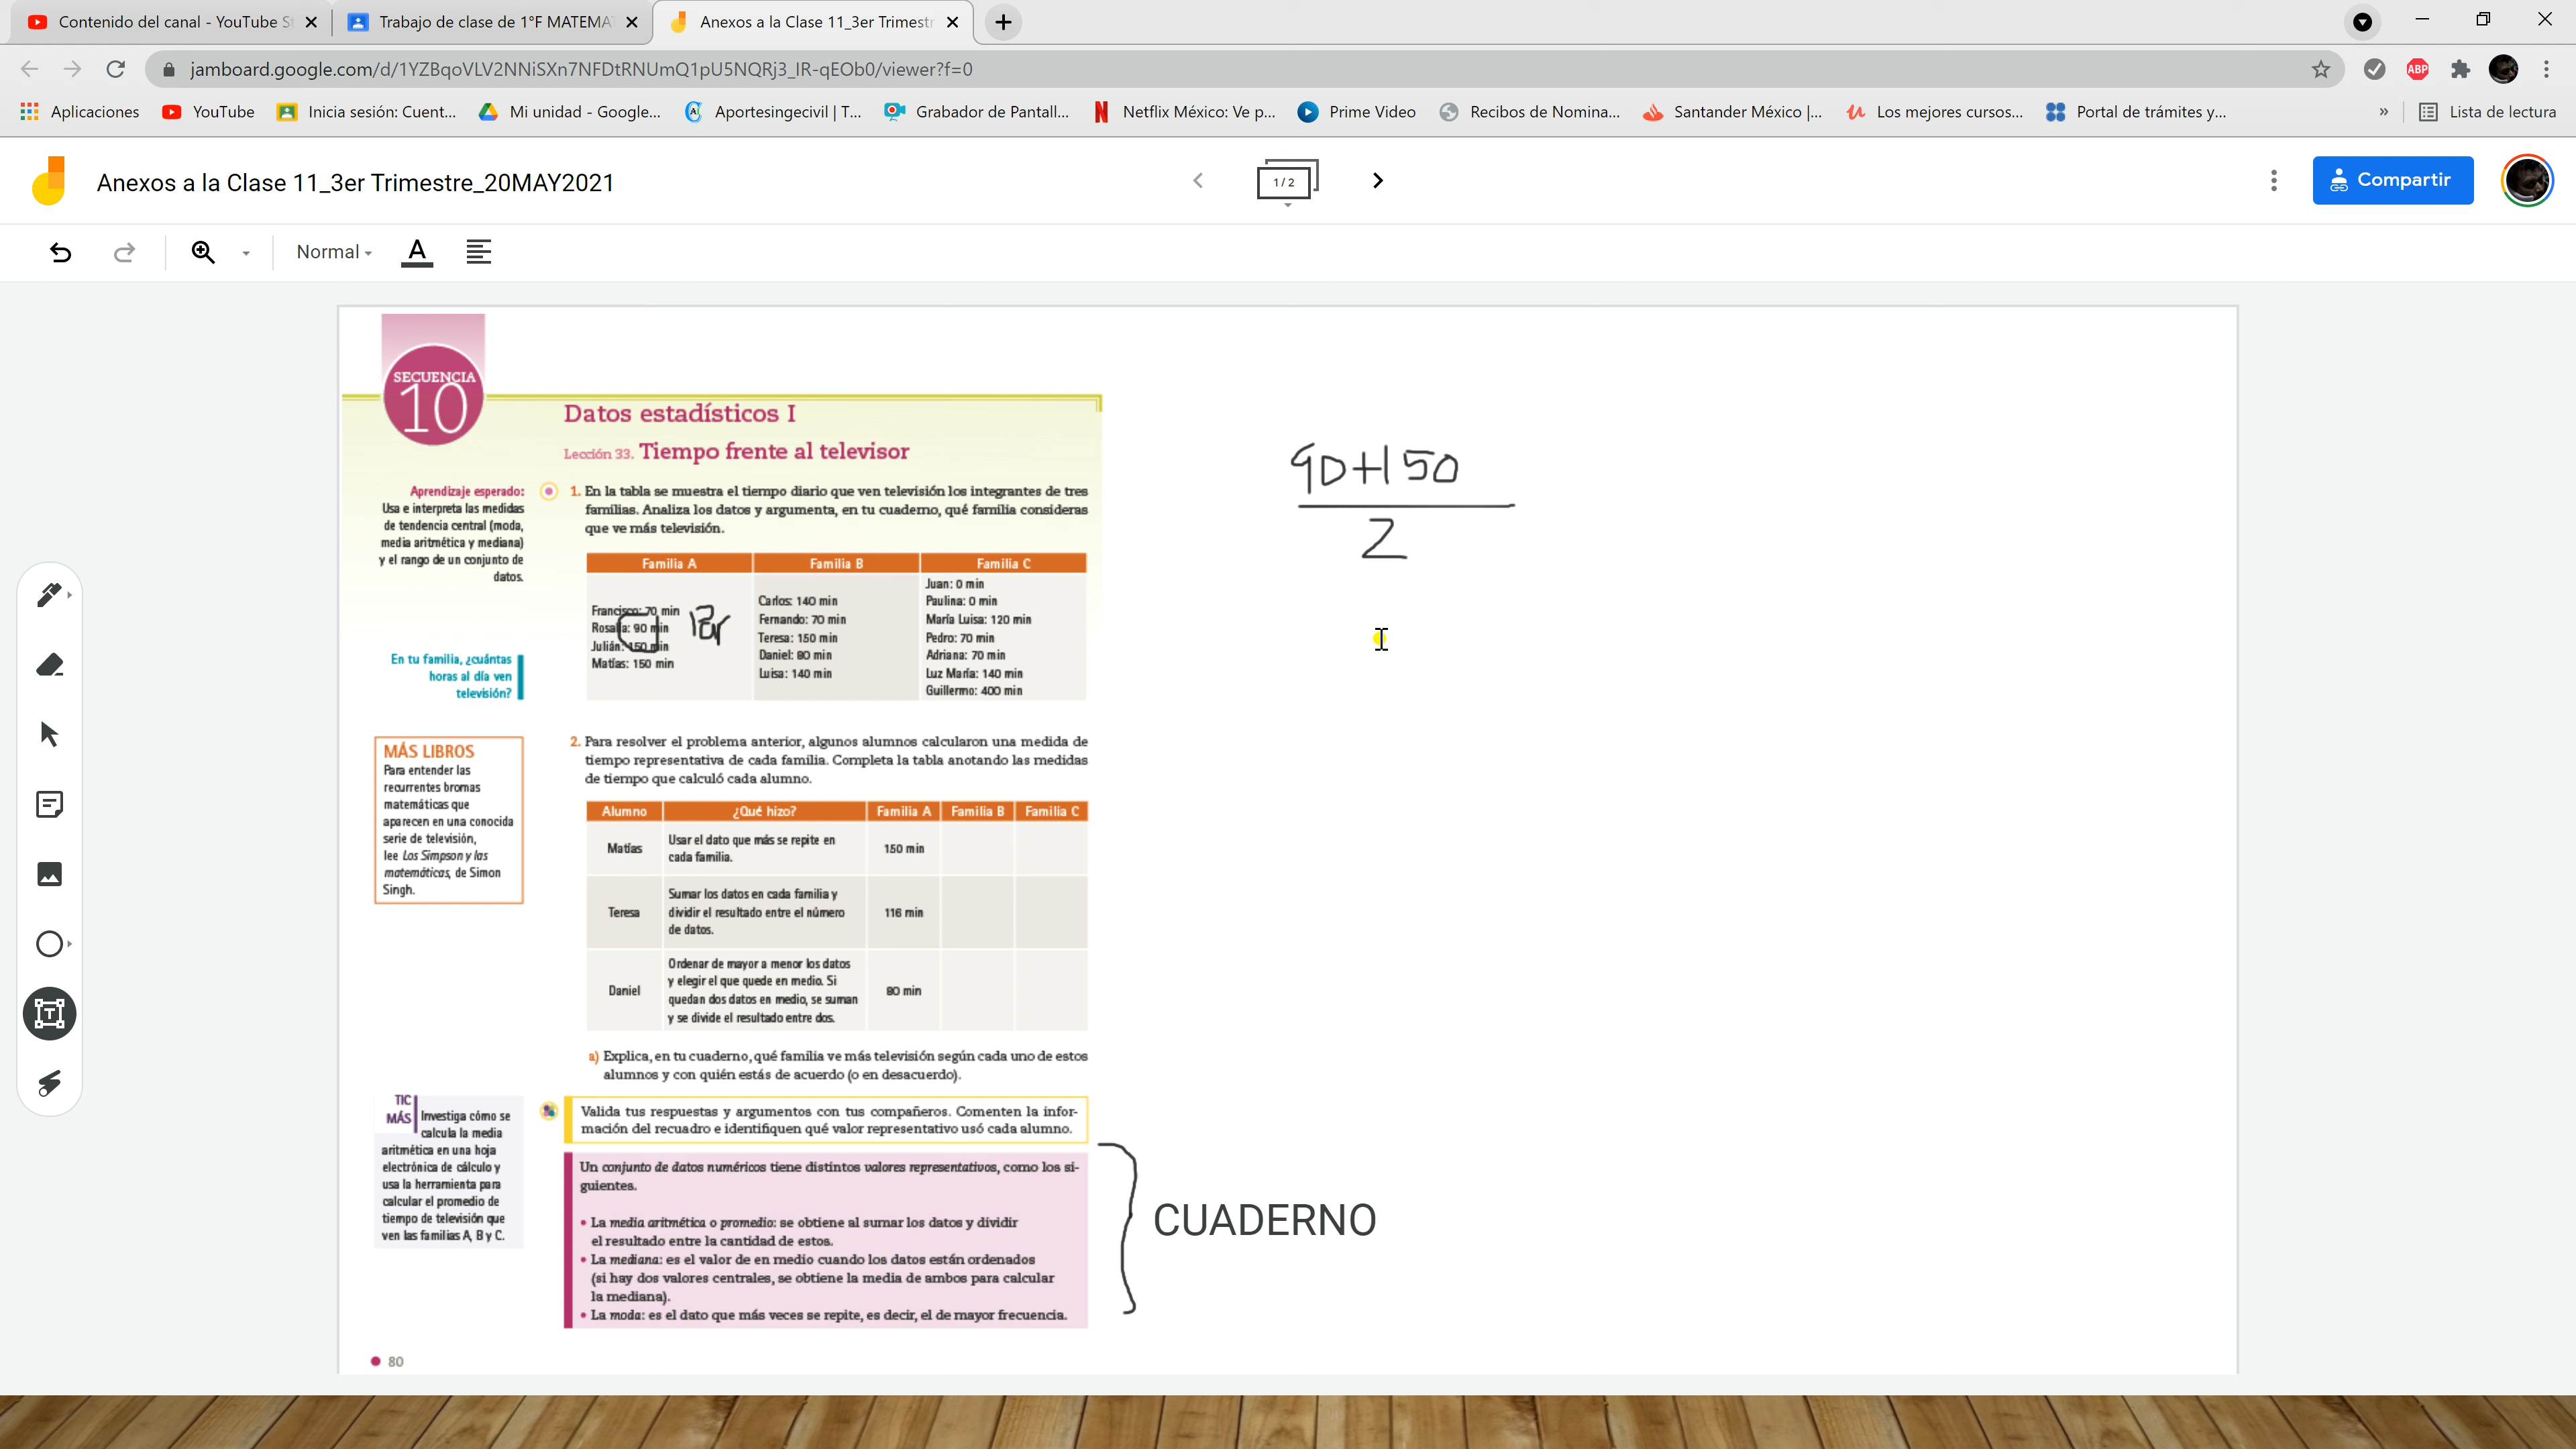 Contenido del canal - YouTube St
Trabajo de clase de 1°F MATEMA
Anexos a la Clase 11_3er Trimestr
jamboard.google.com/d/1YZBqoVLV2NNiSXn7NFDtRNUmQ1pU5NQRj3_IR-qEOb0/viewer?f=0
ABP
Aplicaciones
YouTube
Inicia sesión: Cuent...
Mi unidad - Google...
Aportesingecivil | T...
Grabador de Pantall...
Netflix México: Ve p...
Prime Video
Recibos de Nomina...
Santander México |...
Los mejores cursos...
Portal de trámites y...
»
Lista de lectura
Anexos a la Clase 11_3er Trimestre_20MAY2021
1 / 2
Compartir
Normal
A
SECUENCIA
10
Datos estadísticos I
Lección 33. Tiempo frente al televisor
Aprendizaje esperado:
Usa e interpreta las medidas
de tendencia central (moda,
media aritmética y mediana)
y el rango de un conjunto de
datos.
1. En la tabla se muestra el tiempo diario que ven televisión los integrantes de tres
familias. Analiza los datos y argumenta, en tu cuaderno, qué familia consideras
que ve más televisión.
Familia A Familia B Familia C
Francisco: 70 min
Rosalía: 90 min
Julián: 150 min
Matías: 150 min
Carlos: 140 min
Fernando: 70 min
Teresa: 150 min
Daniel: 80 min
Luisa: 140 min
Juan: 0 min
Paulina: 0 min
María Luisa: 120 min
Pedro: 70 min
Adriana: 70 min
Luz María: 140 min
Guillermo: 400 min
90+150
2
En tu familia, ¿cuántas
horas al día ven
televisión?
MÁS LIBROS
Para entender las
recurrentes bromas
matemáticas que
aparecen en una conocida
serie de televisión,
lee Los Simpson y las
matemáticas, de Simon
Singh.
2. Para resolver el problema anterior, algunos alumnos calcularon una medida de
tiempo representativa de cada familia. Completa la tabla anotando las medidas
de tiempo que calculó cada alumno.
Alumno ¿Qué hizo? Familia A Familia B Familia C
Matías
Usar el dato que más se repite en
cada familia.
150 min
Teresa
Sumar los datos en cada familia y
dividir el resultado entre el número
de datos.
116 min
Daniel
Ordenar de mayor a menor los datos
y elegir el que quede en medio. Si
quedan dos datos en medio, se suman
y se divide el resultado entre dos.
80 min
a) Explica, en tu cuaderno, qué familia ve más televisión según cada uno de estos
alumnos y con quién estás de acuerdo (o en desacuerdo).
TIC
MÁS
Investiga cómo se
calcula la media
aritmética en una hoja
electrónica de cálculo y
usa la herramienta para
calcular el promedio de
tiempo de televisión que
ven las familias A, B y C.
Valida tus respuestas y argumentos con tus compañeros. Comenten la infor-
mación del recuadro e identifiquen qué valor representativo usó cada alumno.
Un conjunto de datos numéricos tiene distintos valores representativos, como los si-
guientes.
• La media aritmética o promedio: se obtiene al sumar los datos y dividir
el resultado entre la cantidad de estos.
• La mediana: es el valor de en medio cuando los datos están ordenados
(si hay dos valores centrales, se obtiene la media de ambos para calcular
la mediana).
• La moda: es el dato que más veces se repite, es decir, el de mayor frecuencia.
CUADERNO
80